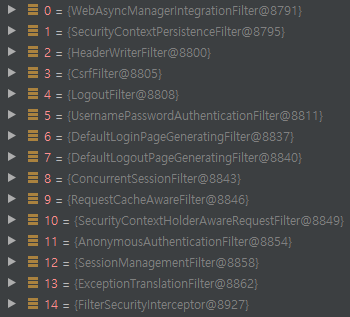 0 = {WebAsyncManagerIntegrationFilter@8791}
1 = {SecurityContextPersistenceFilter@8795}
2 = {HeaderWriterFilter@8800}
3 = {CsrfFilter@8805}
4 = {LogoutFilter@8808}
5 = {UsernamePasswordAuthenticationFilter@8811}
6 = {DefaultLoginPageGeneratingFilter@8837}
7 = {DefaultLogoutPageGeneratingFilter@8840}
8 = {ConcurrentSessionFilter@8843}
9 = {RequestCacheAwareFilter@8846}
10 = {SecurityContextHolderAwareRequestFilter@8849}
11 = {AnonymousAuthenticationFilter@8854}
12 = {SessionManagementFilter@8858}
13 = {ExceptionTranslationFilter@8862}
14 = {FilterSecurityInterceptor@8927}